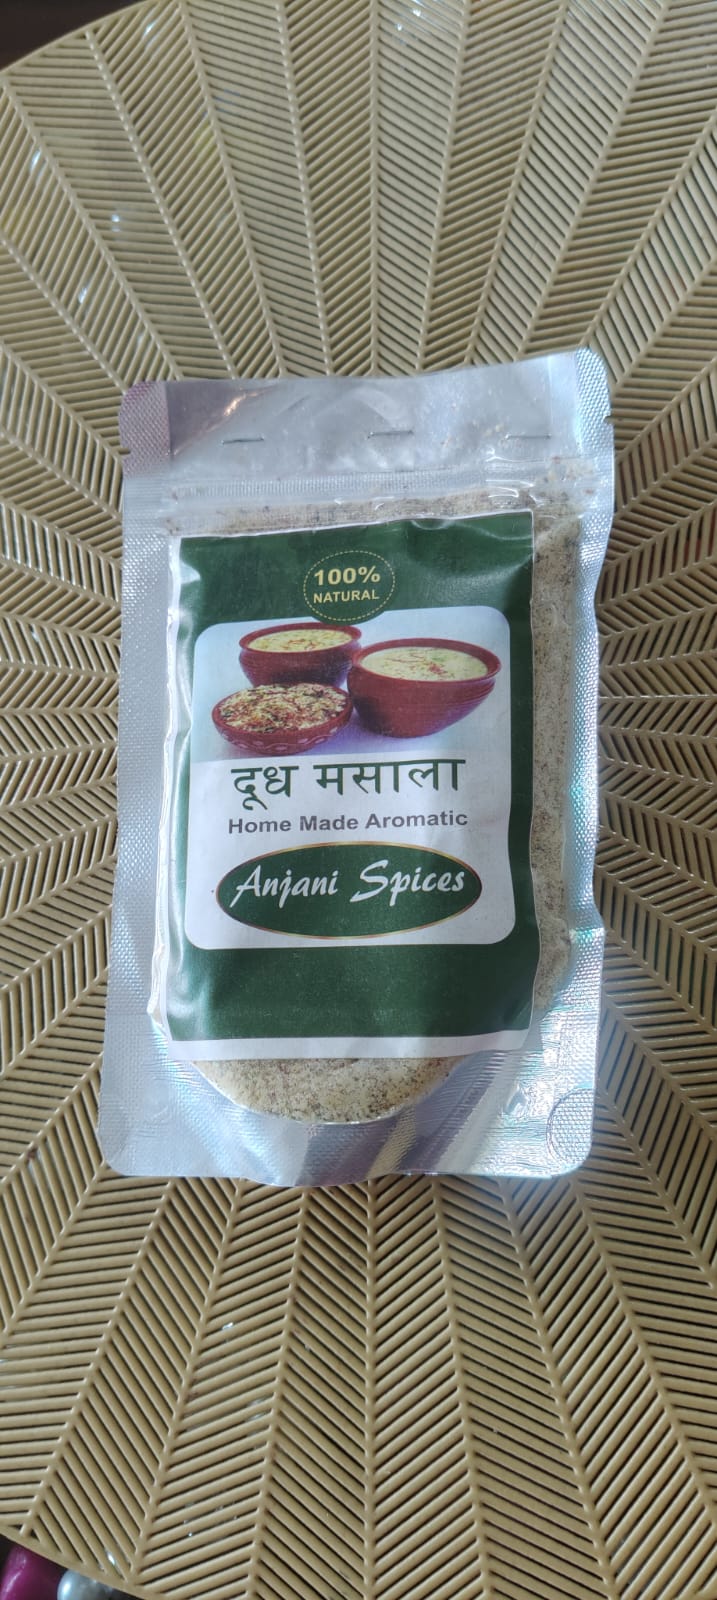 100%
NATURAL
दूध मसाला
Home Made Aromatic
Anjani Spices